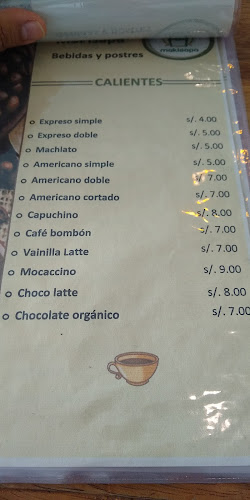 Bebidas y postres
CALIENTES
Expreso simple s/. 4.00
Expreso doble s/. 5.00
Machiato s/. 5.00
Americano simple s/. 5.00
Americano doble s/. 7.00
Americano cortado s/. 7.00
Capuchino s/. 8.00
Café bombón s/. 7.00
Vainilla Latte s/. 7.00
Mocaccino s/. 9.00
Choco latte s/. 8.00
Chocolate orgánico s/. 7.00